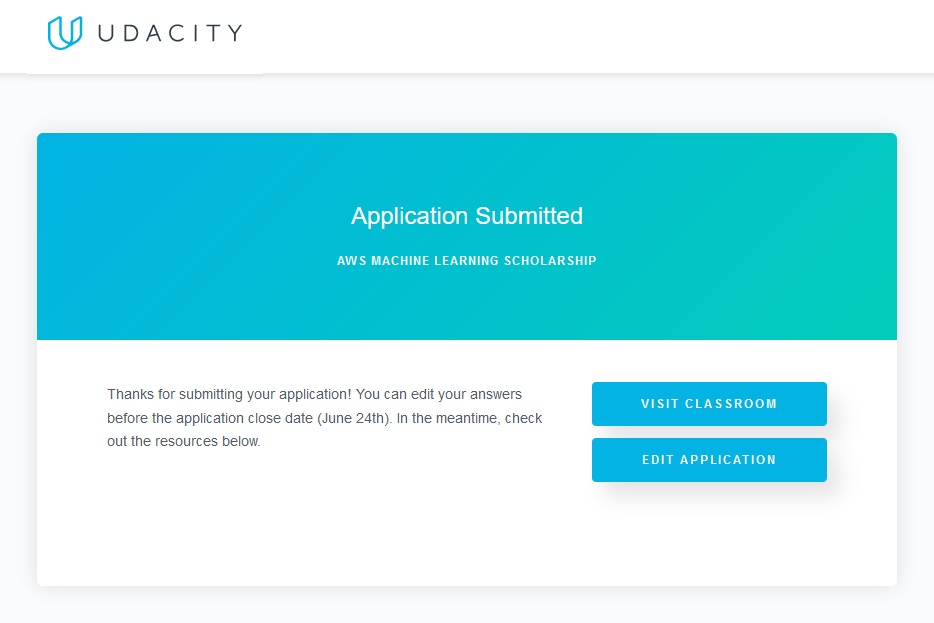 UDACITY
Application Submitted
AWS MACHINE LEARNING SCHOLARSHIP
Thanks for submitting your application! You can edit your answers
before the application close date (June 24th). In the meantime, check
out the resources below.
VISIT CLASSROOM
EDIT APPLICATION